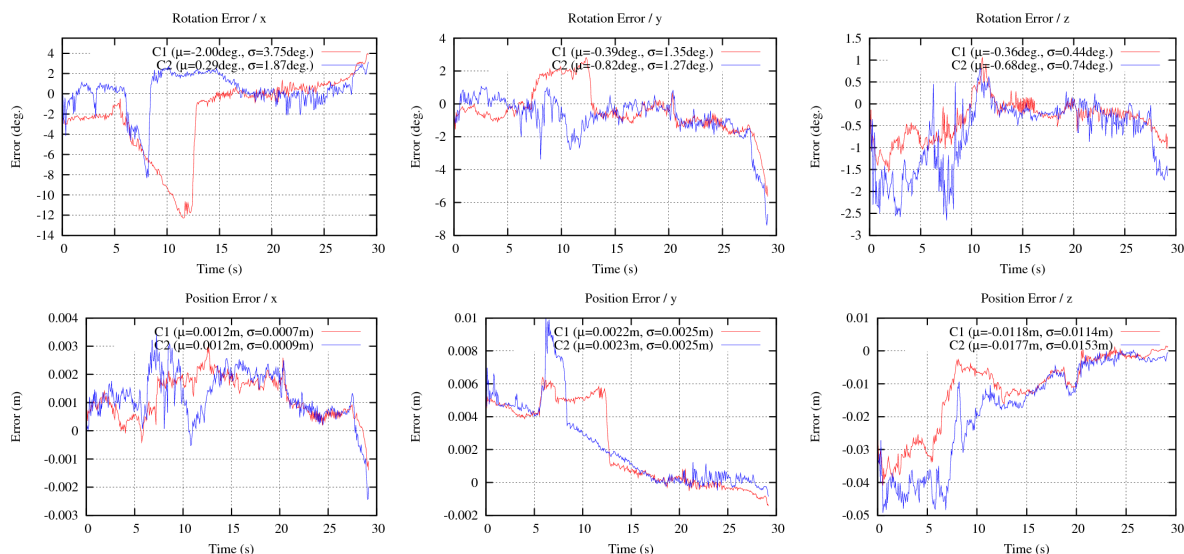 Rotation Error / x
C1 (μ=-2.00deg., σ=3.75deg.)
C2 (μ=0.29deg., σ=1.87deg.)
Error (deg.)
4
2
0
-2
-4
-6
-8
-10
-12
-14
0 5 10 15 20 25 30
Time (s)
Rotation Error / y
C1 (μ=-0.39deg., σ=1.35deg.)
C2 (μ=-0.82deg., σ=1.27deg.)
Error (deg.)
4
2
0
-2
-4
-6
-8
0 5 10 15 20 25 30
Time (s)
Rotation Error / z
C1 (μ=-0.36deg., σ=0.44deg.)
C2 (μ=-0.68deg., σ=0.74deg.)
Error (deg.)
1.5
1
0.5
0
-0.5
-1
-1.5
-2
-2.5
-3
0 5 10 15 20 25 30
Time (s)
Position Error / x
C1 (μ=0.0012m, σ=0.0007m)
C2 (μ=0.0012m, σ=0.0009m)
Error (m)
0.004
0.003
0.002
0.001
0
-0.001
-0.002
-0.003
0 5 10 15 20 25 30
Time (s)
Position Error / y
C1 (μ=0.0022m, σ=0.0025m)
C2 (μ=0.0023m, σ=0.0025m)
Error (m)
0.01
0.008
0.006
0.004
0.002
0
-0.002
0 5 10 15 20 25 30
Time (s)
Position Error / z
C1 (μ=-0.0118m, σ=0.0114m)
C2 (μ=-0.0177m, σ=0.0153m)
Error (m)
0.01
0
-0.01
-0.02
-0.03
-0.04
-0.05
0 5 10 15 20 25 30
Time (s)